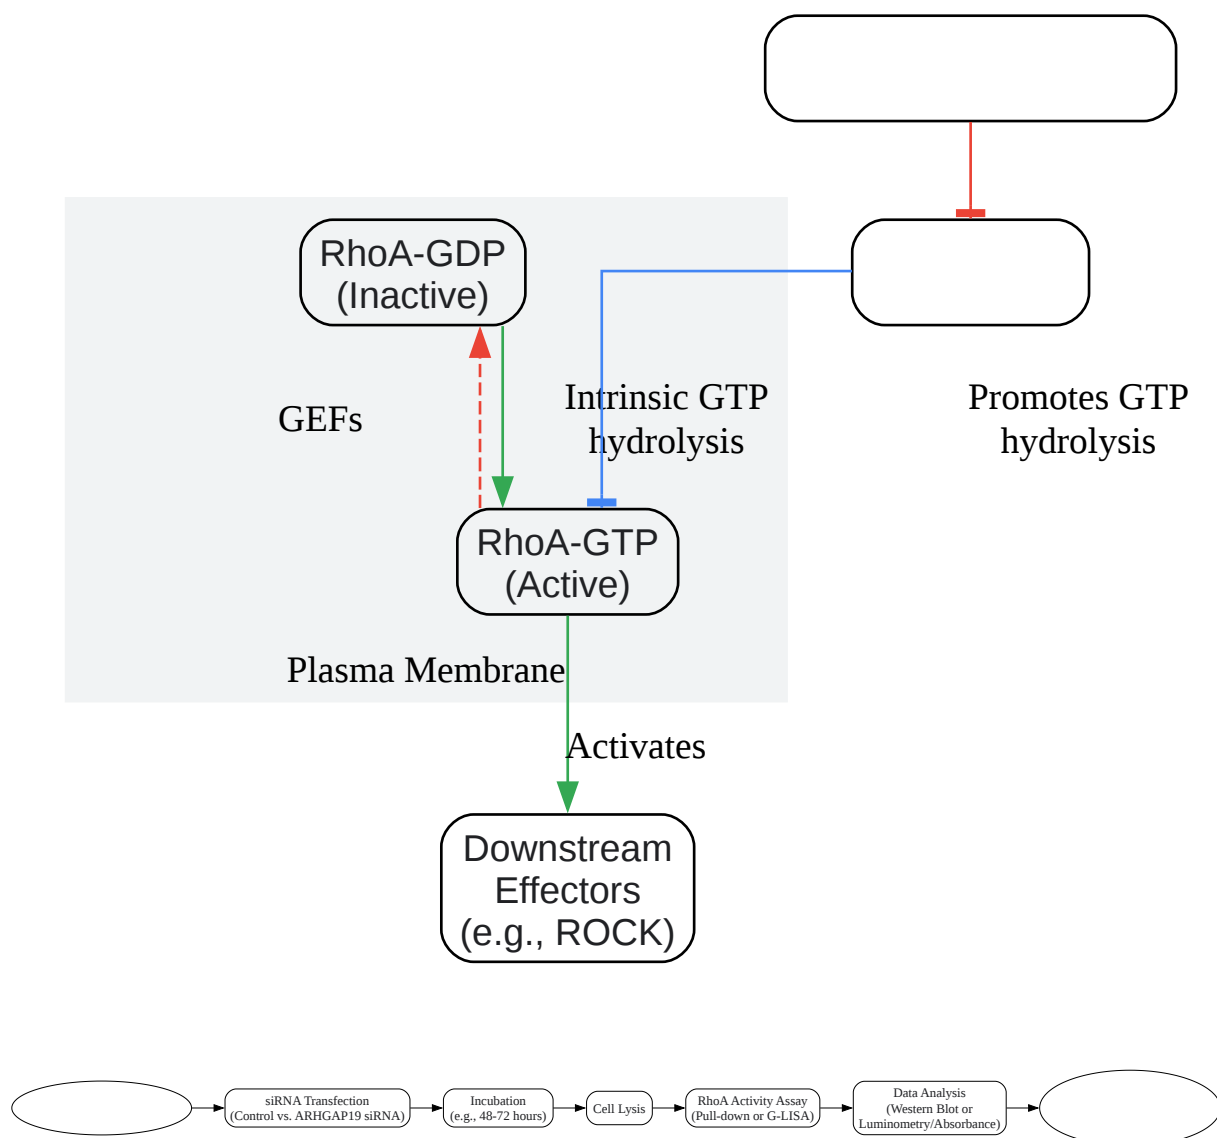 RhoA-GDP
(Inactive)
GEFs
Intrinsic GTP
hydrolysis
Promotes GTP
hydrolysis
RhoA-GTP
(Active)
Plasma Membrane
Activates
Downstream
Effectors
(e.g., ROCK)
siRNA Transfection
(Control vs. ARHGAP19 siRNA)
Incubation
(e.g., 48-72 hours)
Cell Lysis
RhoA Activity Assay
(Pull-down or G-LISA)
Data Analysis
(Western Blot or
Luminometry/Absorbance)